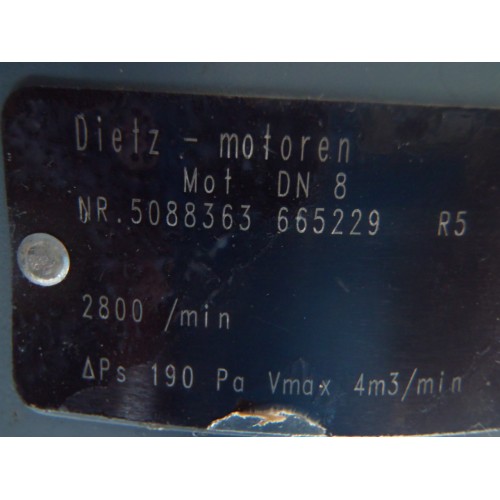 Dietz - motoren
Mot DN 8
NR.5088363 665229 R5
2800 /min
ΔPs 190 Pa Vmax 4m3/min